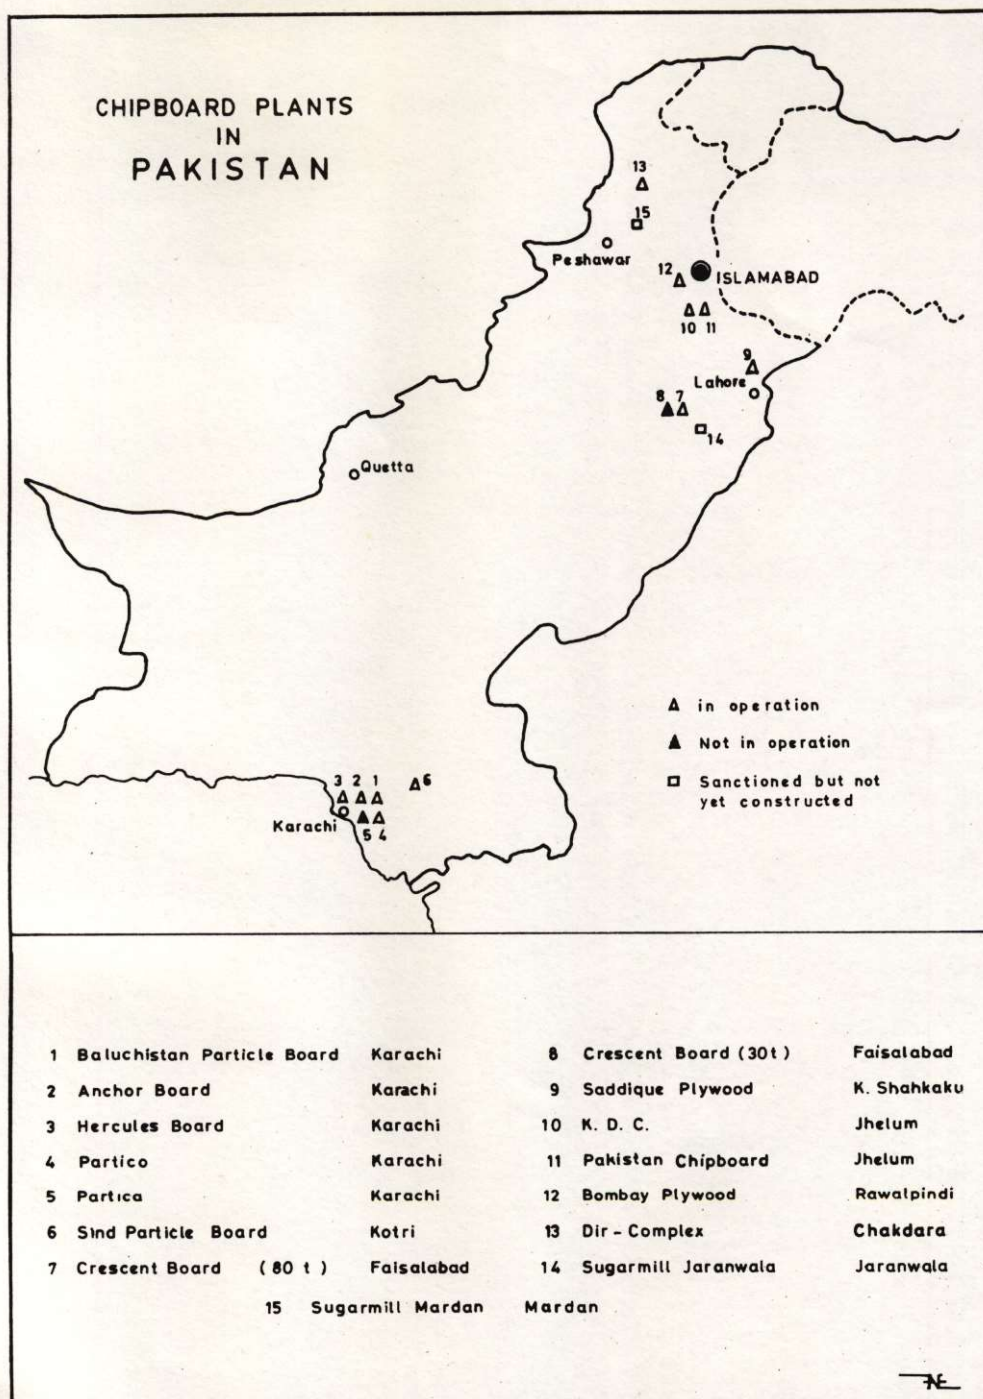 CHIPBOARD PLANTS
IN
PAKISTAN
13
15
Peshawar
12
ISLAMABAD
10 11
9
Lahore
8 7
14
Quetta
in operation
Not in operation
Sanctioned but not
yet constructed
3 2 1 6
Karachi
5 4
1 Baluchistan Particle Board Karachi
2 Anchor Board Karachi
3 Hercules Board Karachi
4 Partico Karachi
5 Partica Karachi
6 Sind Particle Board Kotri
7 Crescent Board (80 t) Faisalabad
8 Crescent Board (30t) Faisalabad
9 Saddique Plywood K. Shahkaku
10 K. D. C. Jhelum
11 Pakistan Chipboard Jhelum
12 Bombay Plywood Rawalpindi
13 Dir-Complex Chakdara
14 Sugarmill Jaranwala Jaranwala
15 Sugarmill Mardan Mardan